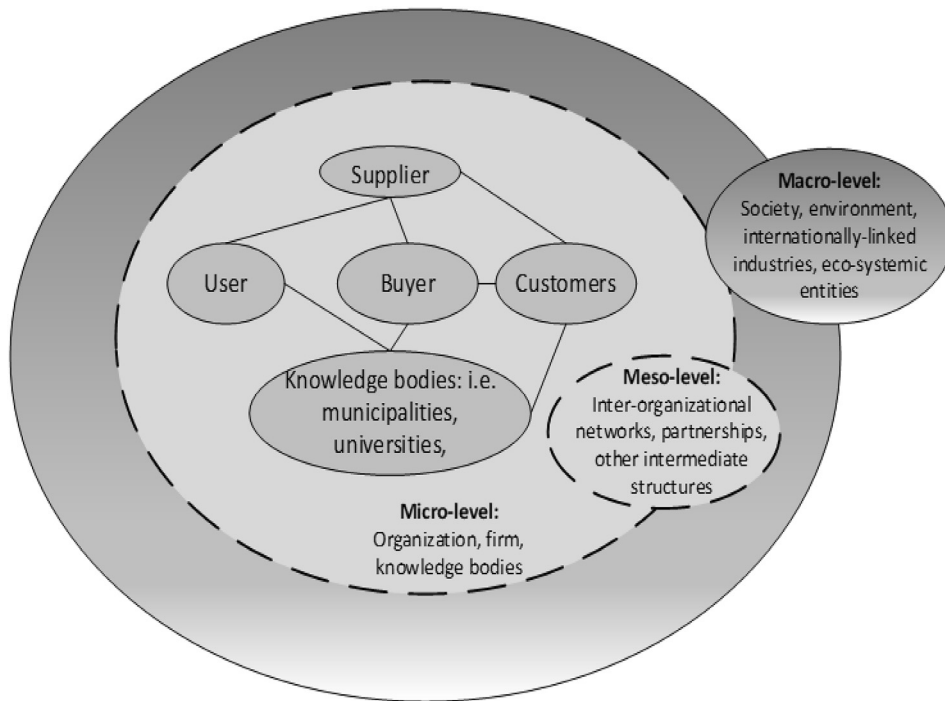 Supplier
User
Buyer
Customers
Knowledge bodies: i.e.
municipalities,
universities,
Macro-level:
Society, environment,
internationally-linked
industries, eco-systemic
entities
Meso-level:
Inter-organizational
networks, partnerships,
other intermediate
structures
Micro-level:
Organization, firm,
knowledge bodies